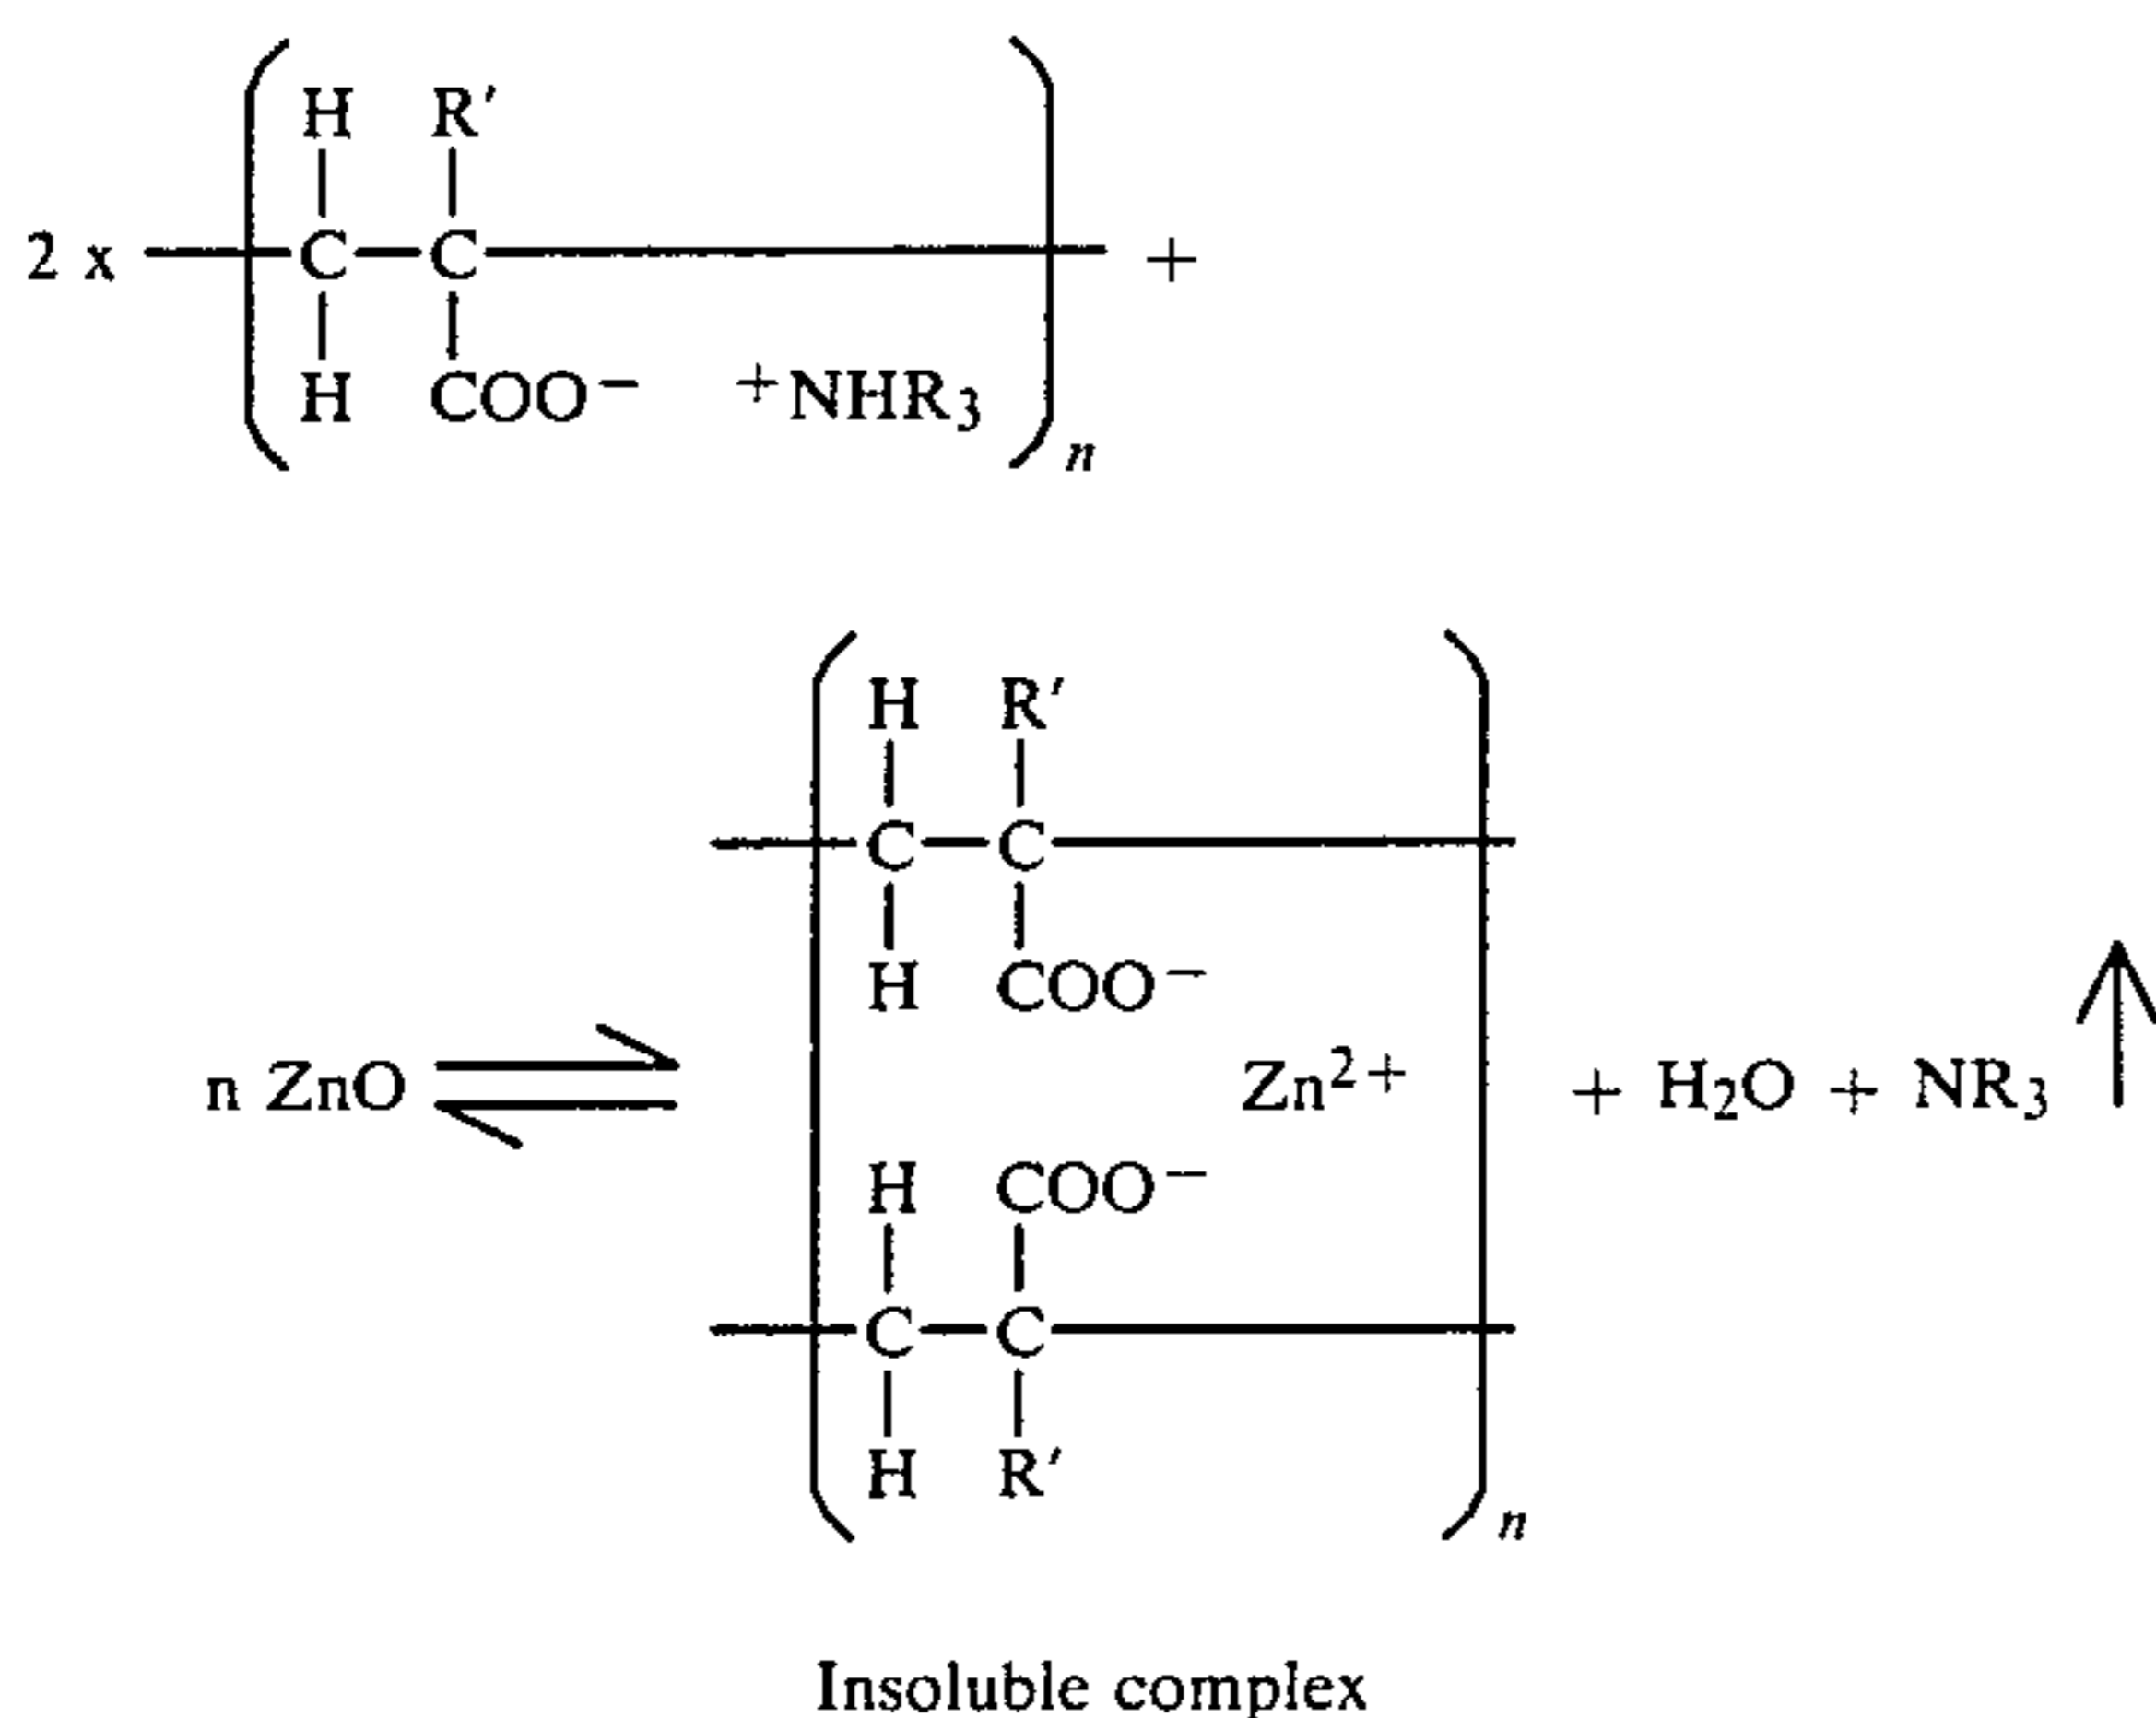 H R′
2 x C C +
H COO− +NHR3
n
H R′
C C
H COO−
n ZnO Zn2+ + H2O + NR3
H COO−
C C
H R′
n
Insoluble complex